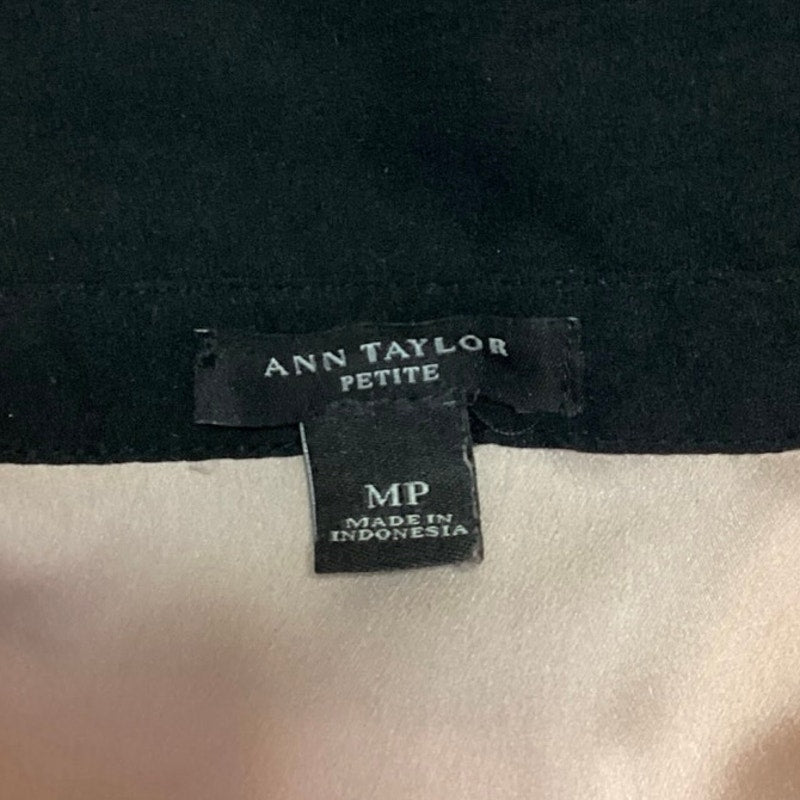 ANN TAYLOR
PETITE
MP
MADE IN
INDONESIA